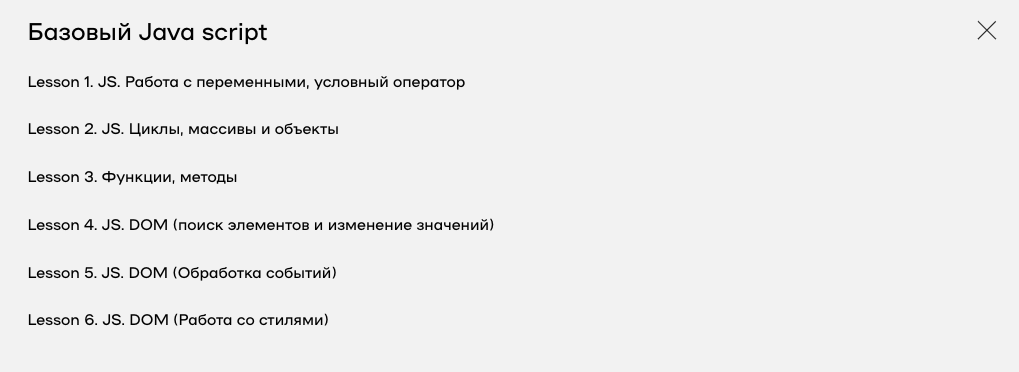 Базовый Java script
Lesson 1. JS. Работа с переменными, условный оператор
Lesson 2. JS. Циклы, массивы и объекты
Lesson 3. Функции, методы
Lesson 4. JS. DOM (поиск элементов и изменение значений)
Lesson 5. JS. DOM (Обработка событий)
Lesson 6. JS. DOM (Работа со стилями)